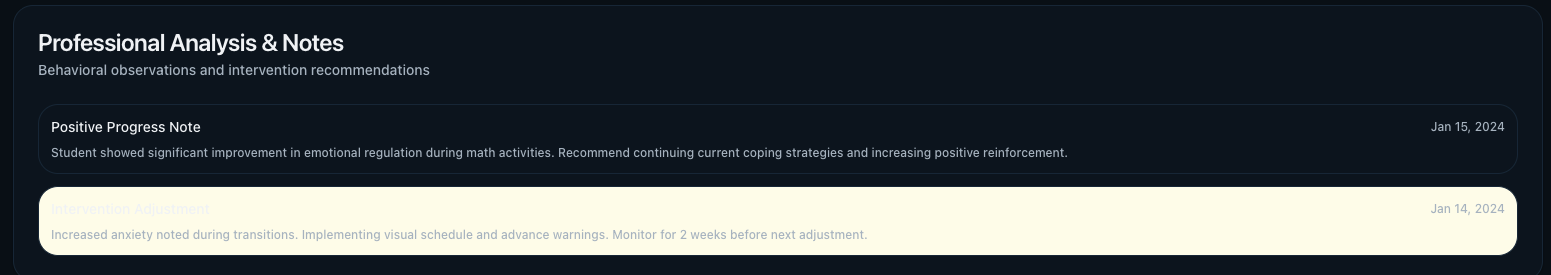 Professional Analysis & Notes
Behavioral observations and intervention recommendations
Positive Progress Note
Jan 15, 2024
Student showed significant improvement in emotional regulation during math activities. Recommend continuing current coping strategies and increasing positive reinforcement.
Intervention Adjustment
Jan 14, 2024
Increased anxiety noted during transitions. Implementing visual schedule and advance warnings. Monitor for 2 weeks before next adjustment.